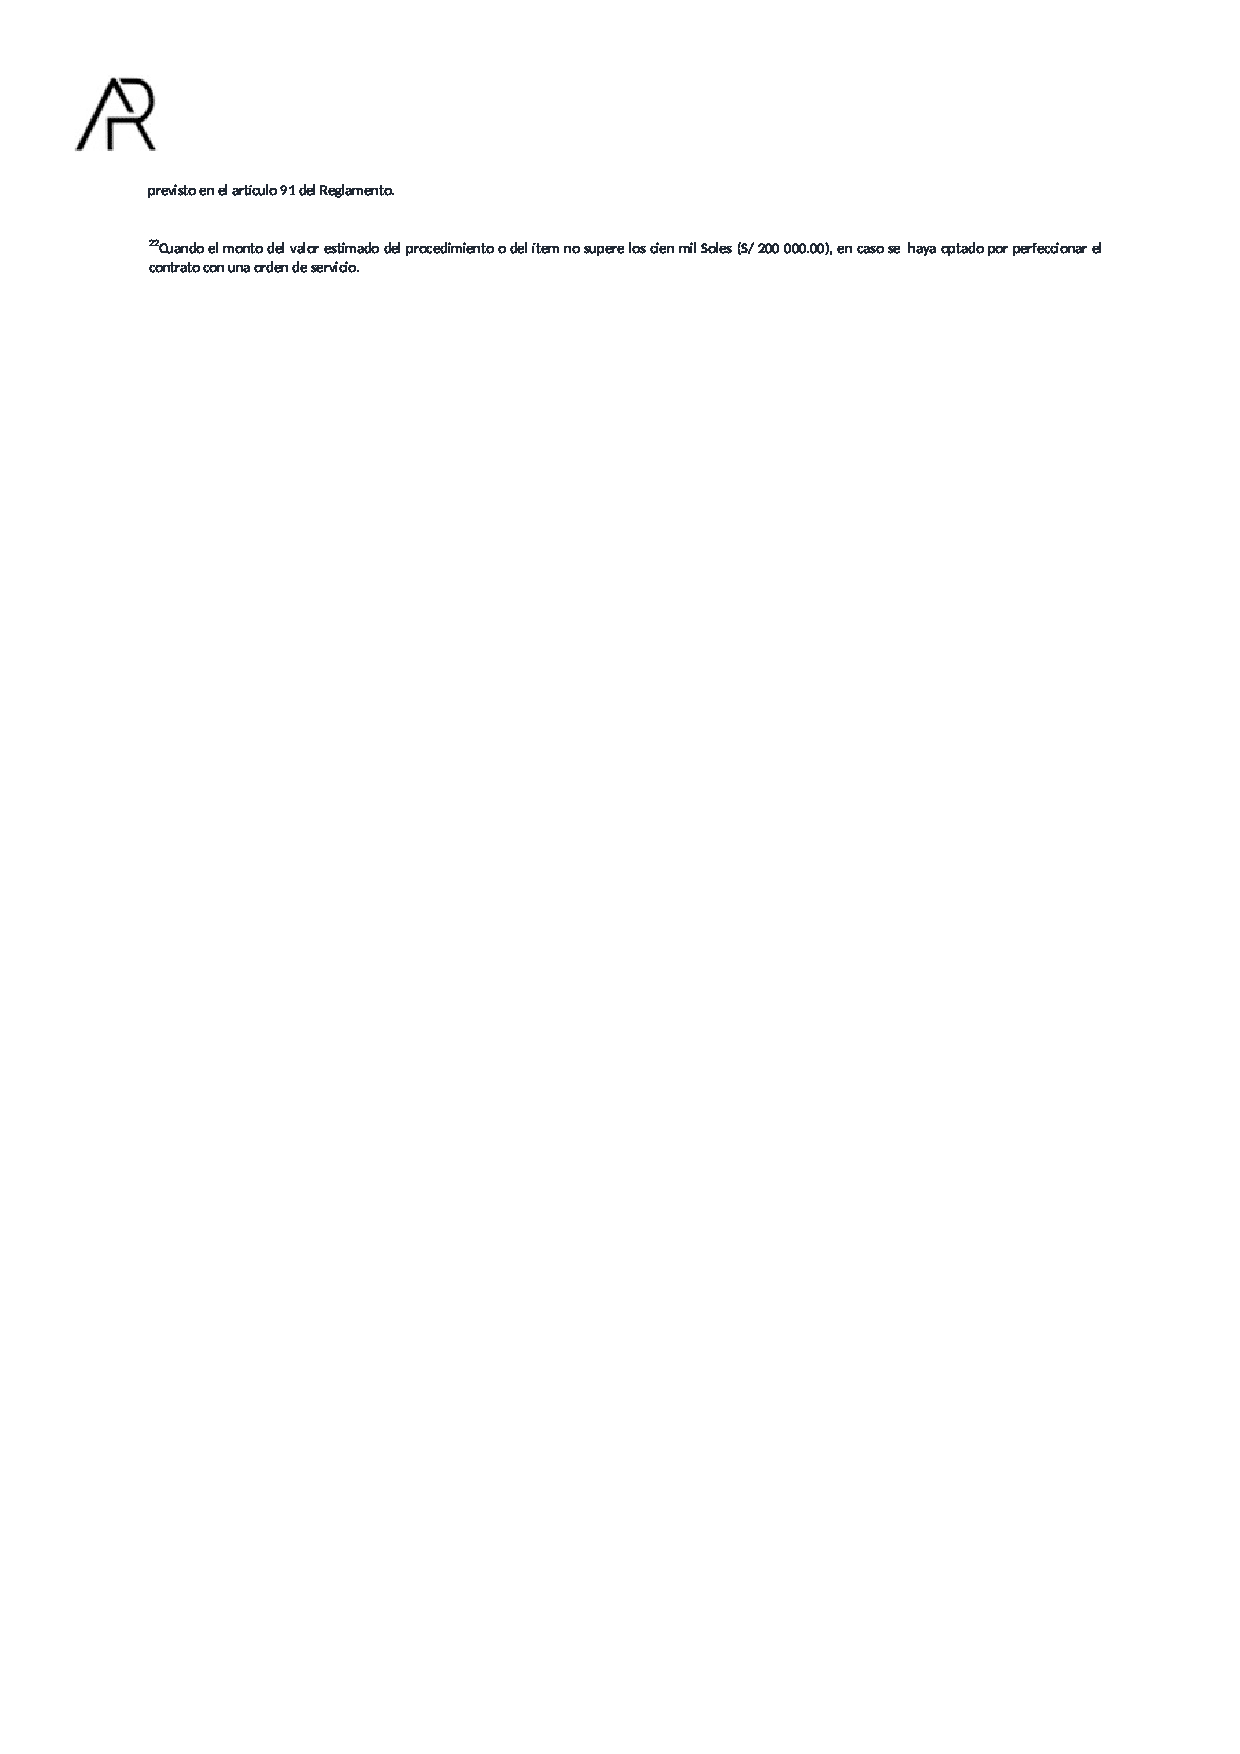 AR
previsto en el artículo 91 del Reglamento.
22Cuando el monto del valor estimado del procedimiento o del ítem no supere los cien mil Soles (S/ 200 000.00), en caso se haya optado por perfeccionar el
contrato con una orden de servicio.